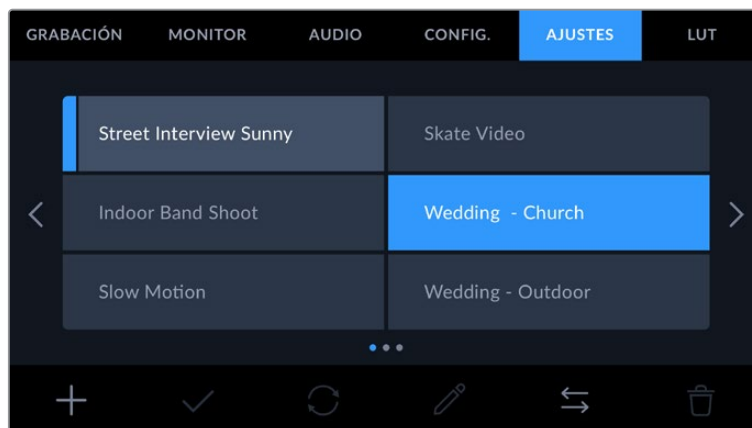 GRABACIÓN MONITOR AUDIO CONFIG. AJUSTES LUT
Street Interview Sunny Skate Video
Indoor Band Shoot Wedding - Church
Slow Motion Wedding - Outdoor